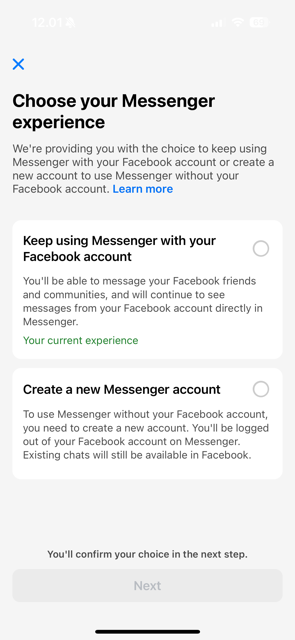 12.01
Choose your Messenger
experience
We're providing you with the choice to keep using
Messenger with your Facebook account or create a
new account to use Messenger without your
Facebook account. Learn more
Keep using Messenger with your
Facebook account
You'll be able to message your Facebook friends
and communities, and will continue to see
messages from your Facebook account directly in
Messenger.
Your current experience
Create a new Messenger account
To use Messenger without your Facebook account,
you need to create a new account. You'll be logged
out of your Facebook account on Messenger.
Existing chats will still be available in Facebook.
You'll confirm your choice in the next step.
Next